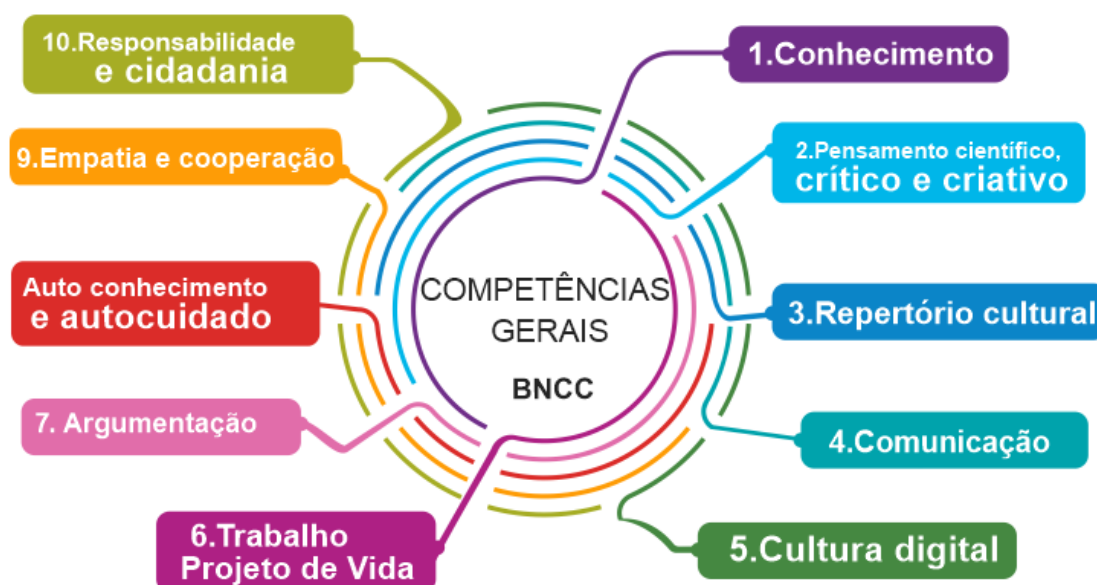 COMPETÊNCIAS
GERAIS
BNCC
1.Conhecimento
2.Pensamento científico,
crítico e criativo
3.Repertório cultural
4.Comunicação
5.Cultura digital
6.Trabalho
Projeto de Vida
7. Argumentação
Auto conhecimento
e autocuidado
9.Empatia e cooperação
10.Responsabilidade
e cidadania